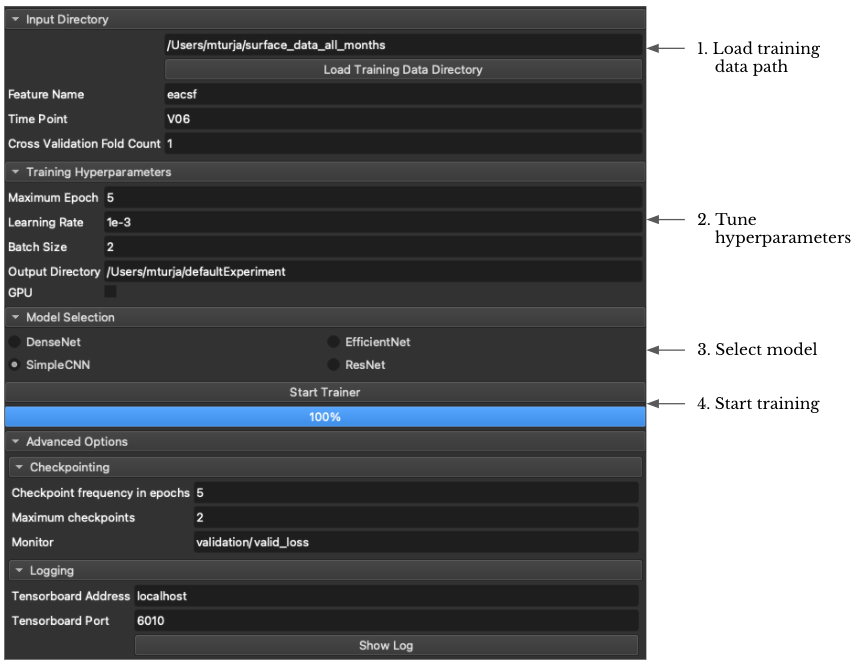 Input Directory
/Users/mturja/surface_data_all_months
Load Training Data Directory
Feature Name eacsf
Time Point V06
Cross Validation Fold Count 1
Training Hyperparameters
Maximum Epoch 5
Learning Rate 1e-3
Batch Size 2
Output Directory /Users/mturja/defaultExperiment
GPU
Model Selection
DenseNet EfficientNet
SimpleCNN ResNet
Start Trainer
100%
Advanced Options
Checkpointing
Checkpoint frequency in epochs 5
Maximum checkpoints 2
Monitor validation/valid_loss
Logging
Tensorboard Address localhost
Tensorboard Port 6010
Show Log
1. Load training
data path
2. Tune
hyperparameters
3. Select model
4. Start training